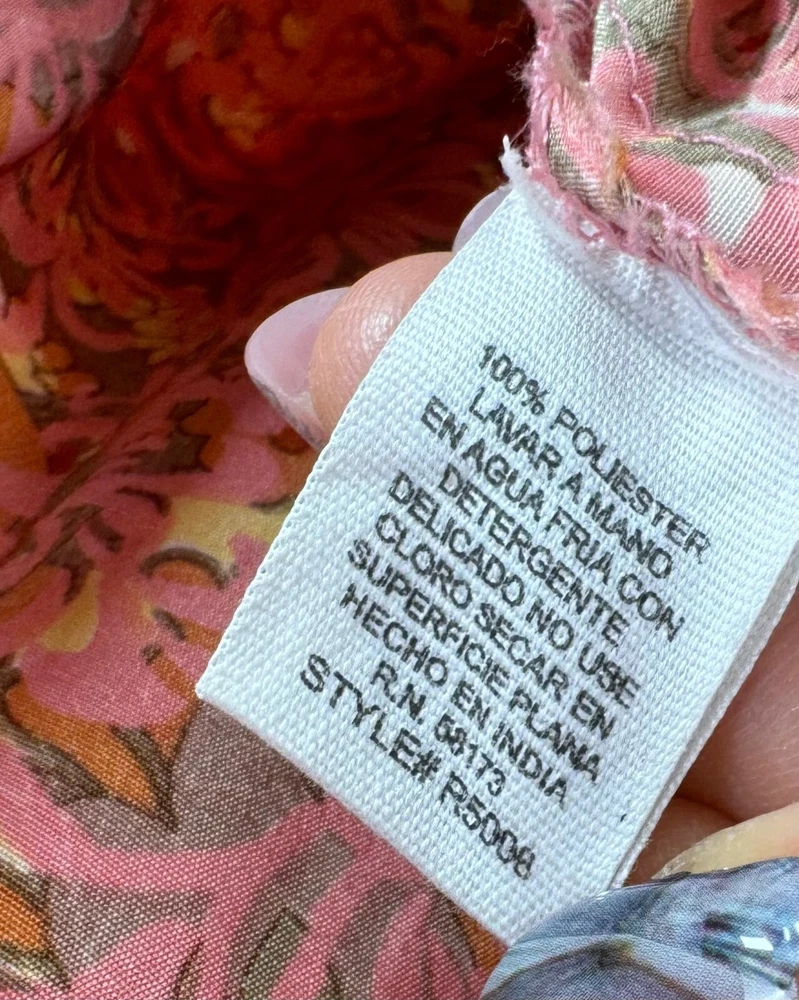 100% POLIESTER
LAVAR A MANO
EN AGUA FRIA CON
DETERGENTE
DELICADO NO USE
CLORO SECAR EN
SUPERFICIE PLANA
HECHO EN INDIA
R.N. 58173
STYLE# R5008